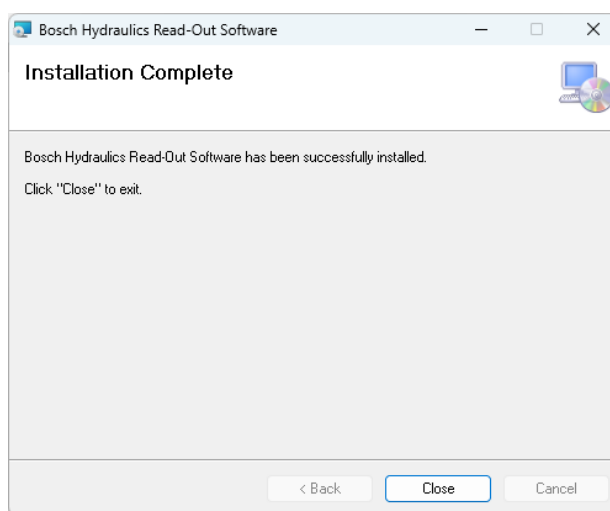 Bosch Hydraulics Read-Out Software
Installation Complete
Bosch Hydraulics Read-Out Software has been successfully installed.
Click "Close" to exit.
< Back Close Cancel